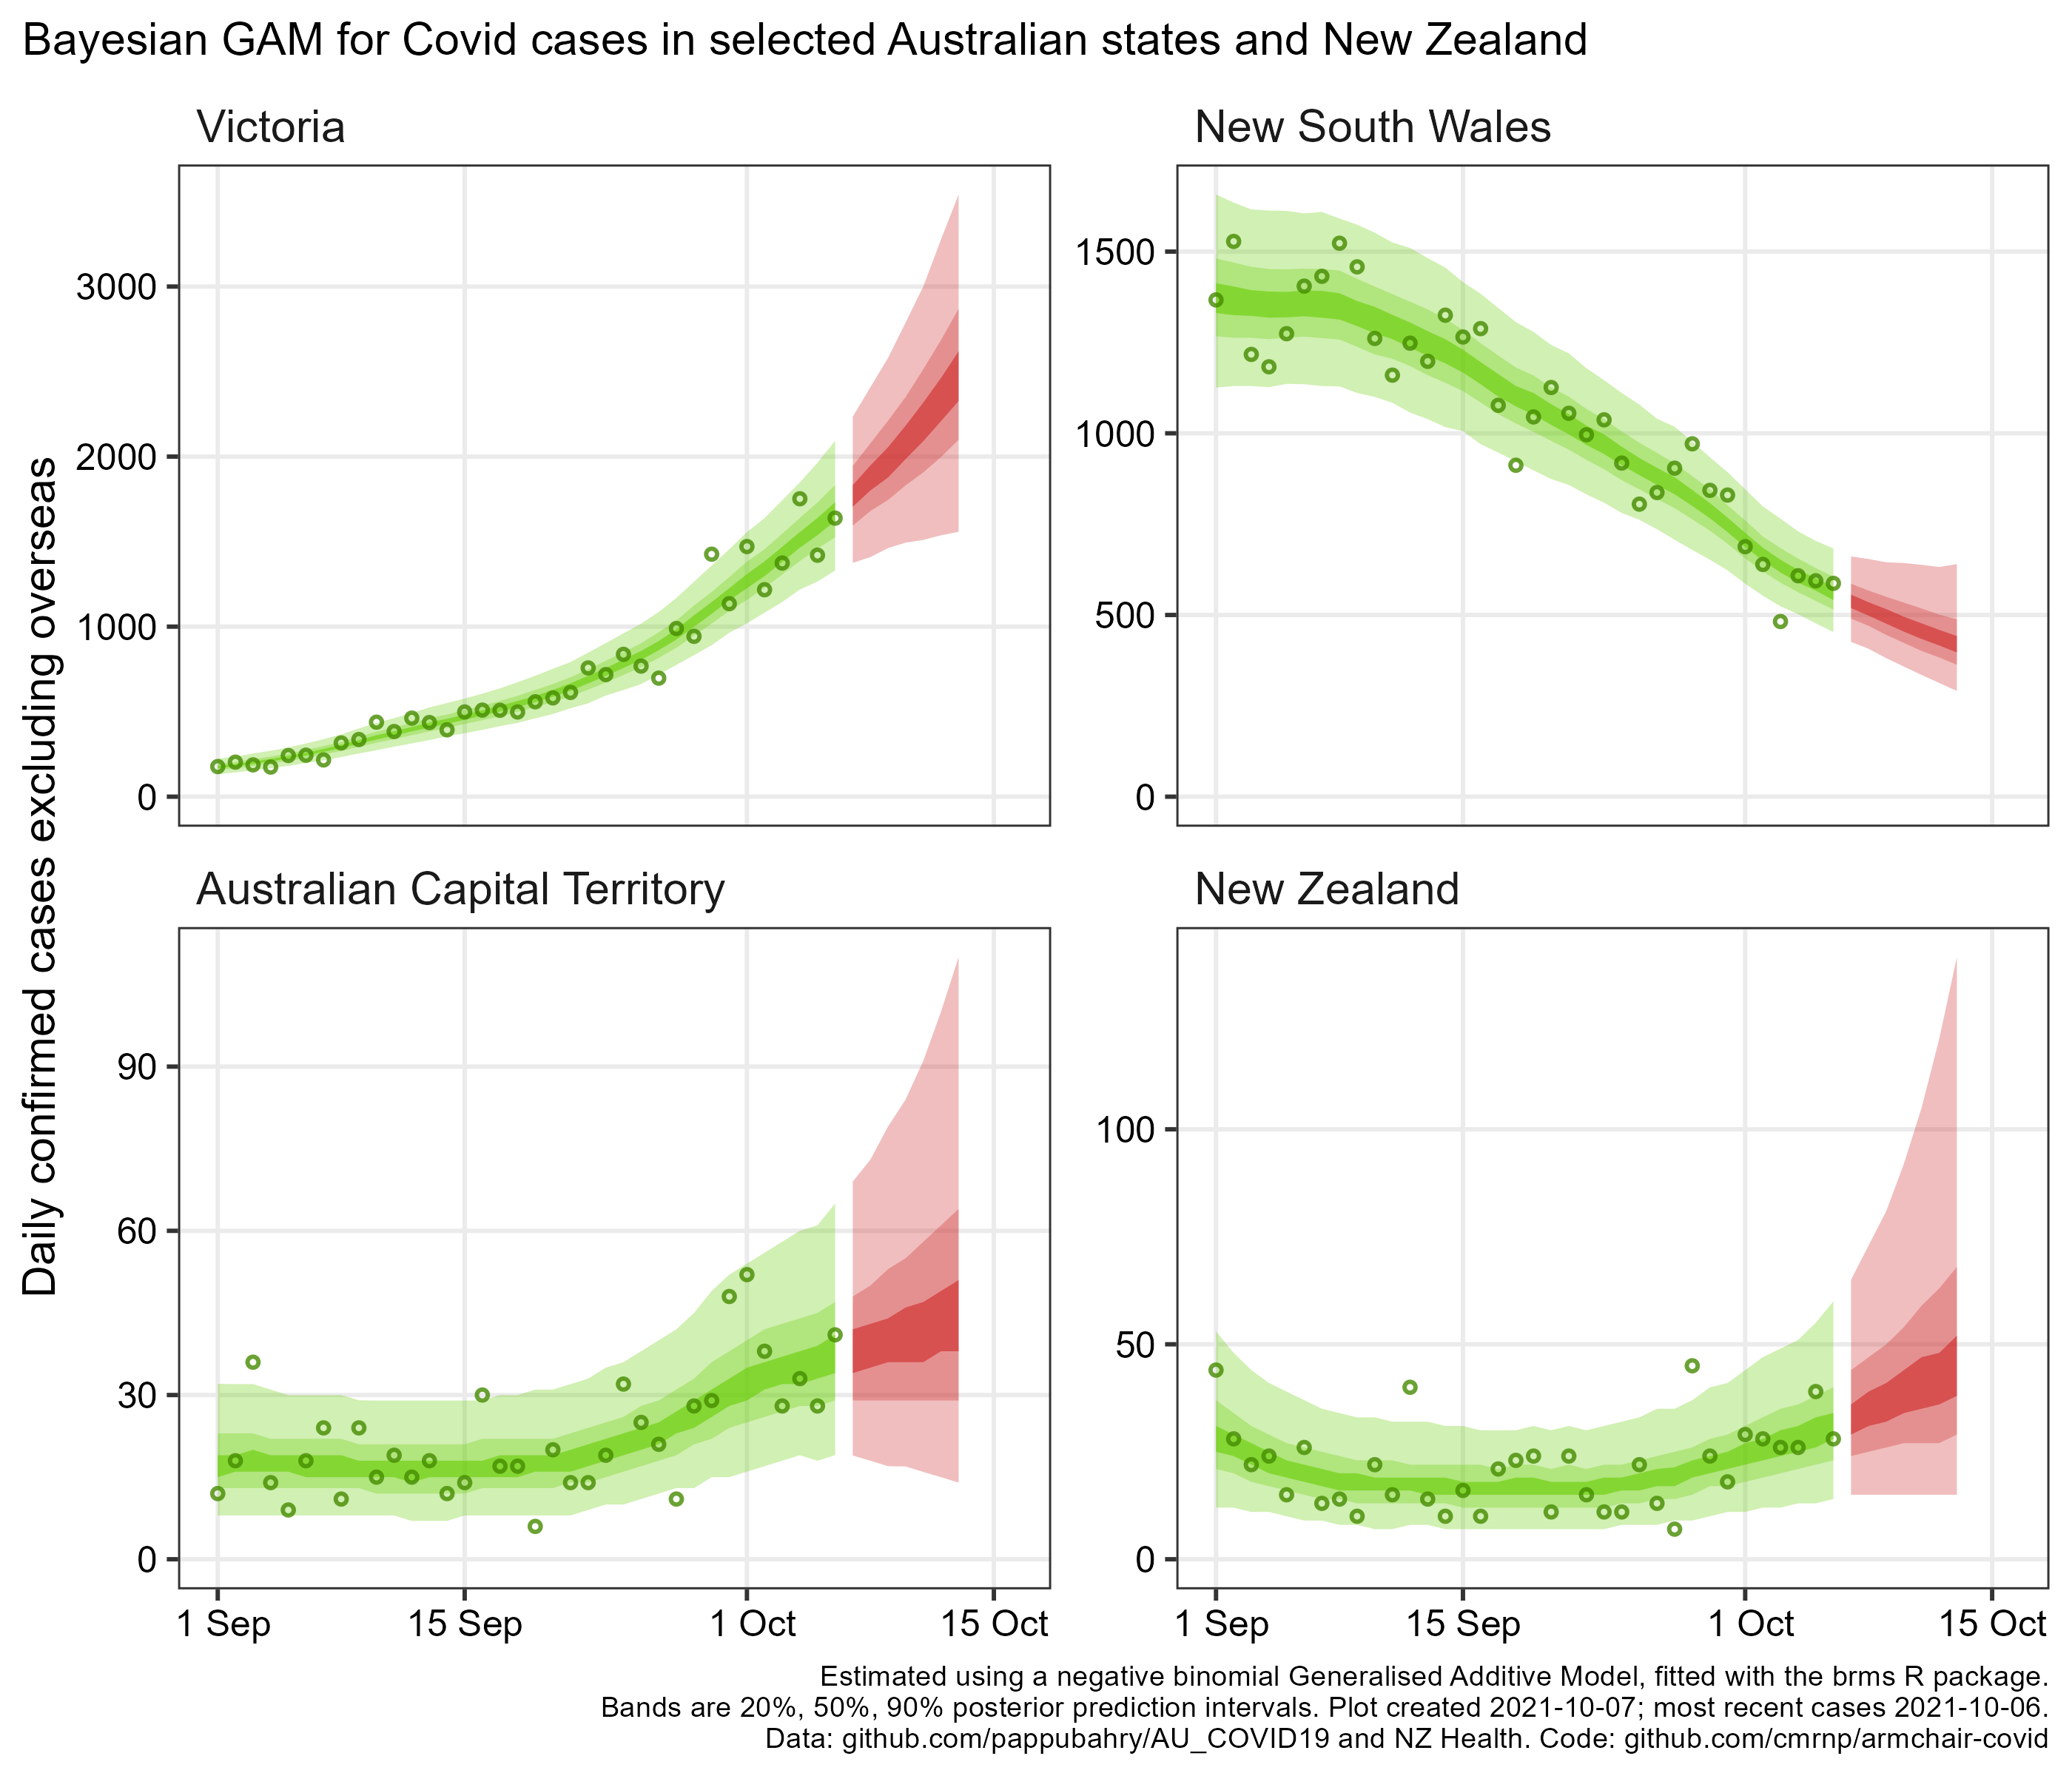 Bayesian GAM for Covid cases in selected Australian states and New Zealand
Daily confirmed cases excluding overseas
Victoria
3000
2000
1000
0
New South Wales
1500
1000
500
0
Australian Capital Territory
90
60
30
0
1 Sep 15 Sep 1 Oct 15 Oct
New Zealand
100
50
0
1 Sep 15 Sep 1 Oct 15 Oct
Estimated using a negative binomial Generalised Additive Model, fitted with the brms R package.
Bands are 20%, 50%, 90% posterior prediction intervals. Plot created 2021-10-07; most recent cases 2021-10-06.
Data: github.com/pappubahry/AU_COVID19 and NZ Health. Code: github.com/cmrnp/armchair-covid